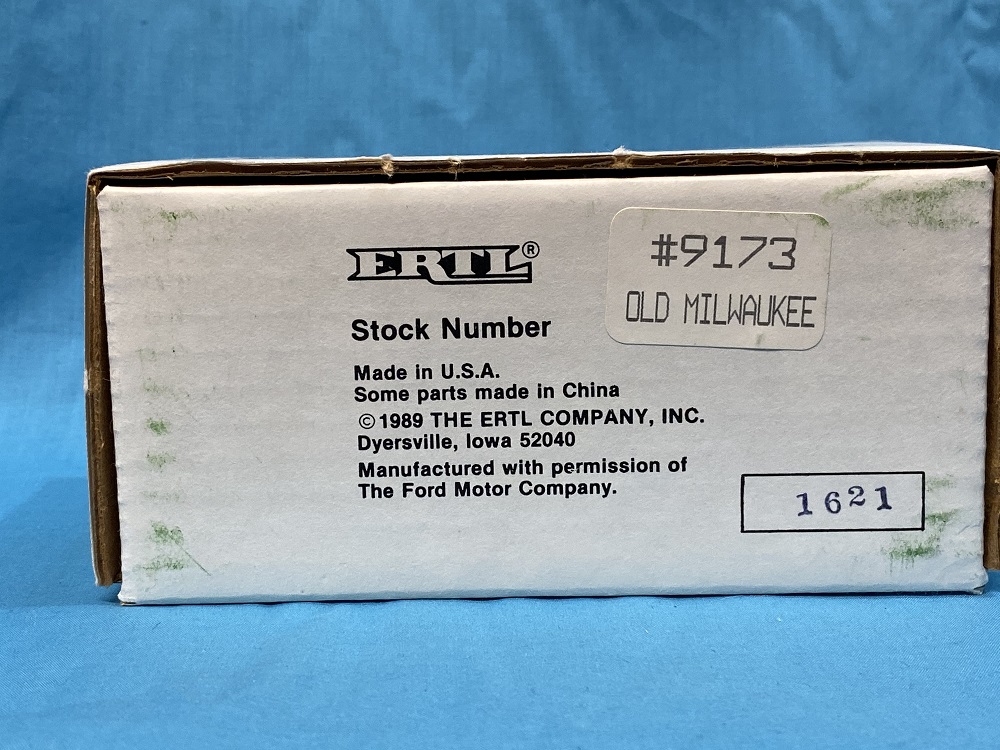 ERTL®
#9173
OLD MILWAUKEE
Stock Number
Made in U.S.A.
Some parts made in China
©1989 THE ERTL COMPANY, INC.
Dyersville, Iowa 52040
Manufactured with permission of
The Ford Motor Company.
1621